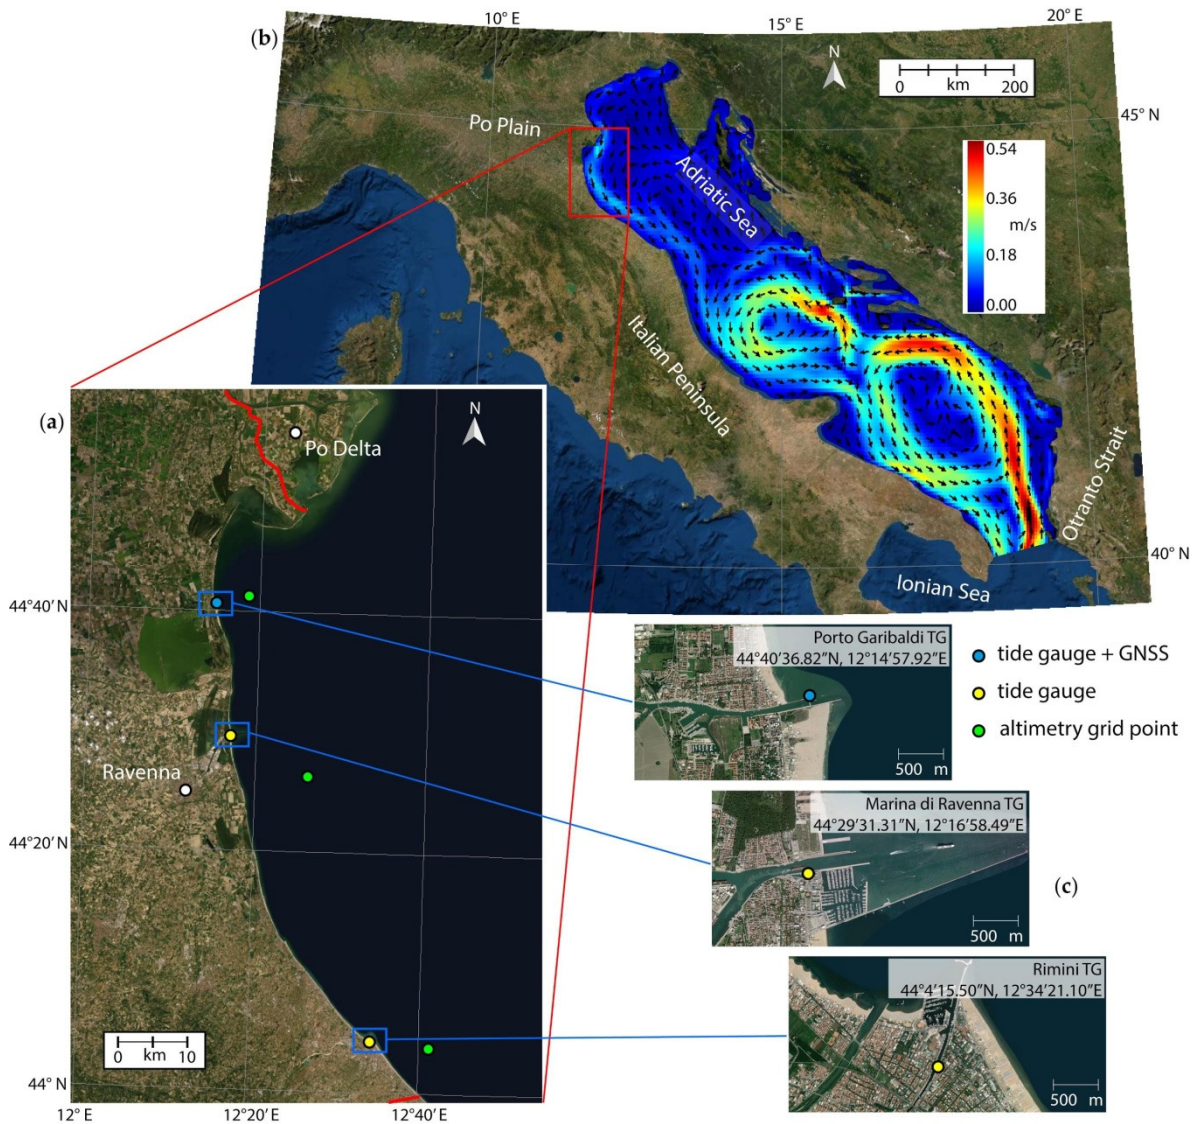 (b)
10° E
15° E
20° E
N
0 km 200
45° N
Po Plain
Adriatic Sea
0.54
0.36
m/s
0.18
0.00
Italian Peninsula
Otranto Strait
40° N
Ionian Sea
(a)
N
Po Delta
44°40′ N
Ravenna
44°20′ N
0 km 10
44° N
12° E
12°20′ E
12°40′ E
Porto Garibaldi TG
44°40′36.82″N, 12°14′57.92″E
500 m
tide gauge + GNSS
tide gauge
altimetry grid point
Marina di Ravenna TG
44°29′31.31″N, 12°16′58.49″E
500 m
(c)
Rimini TG
44°4′15.50″N, 12°34′21.10″E
500 m